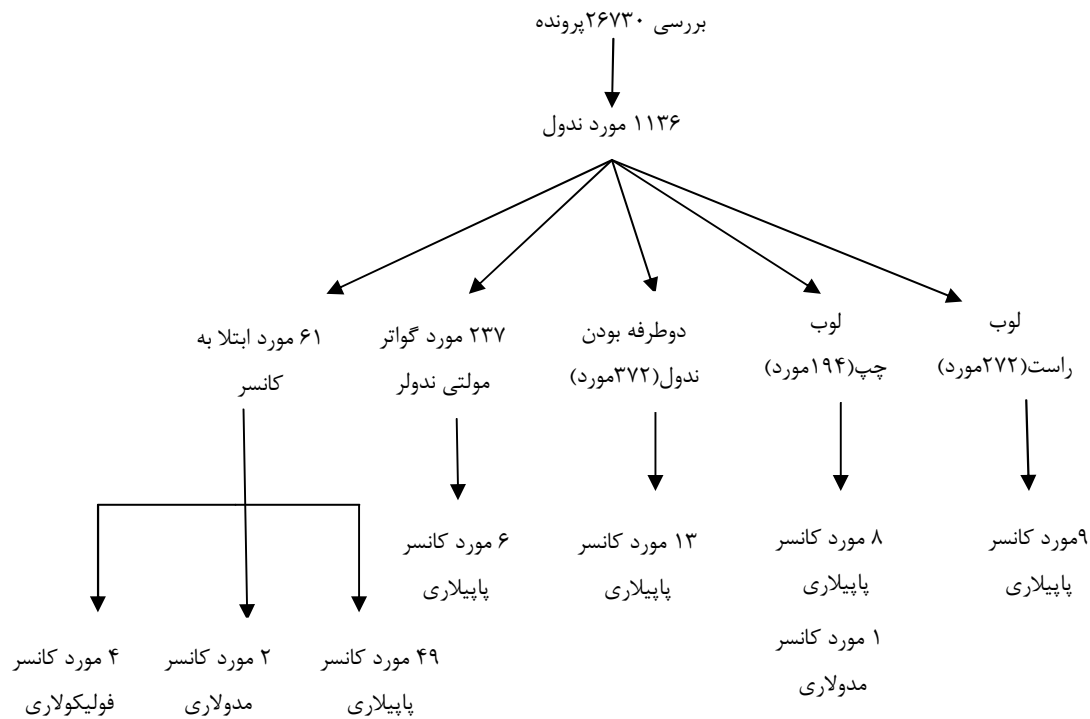 بررسی ۲۶۷۳۰پرونده
۱۱۳۶ مورد ندول
لوب
راست(۲۷۲مورد)
لوب
چپ(۱۹۴مورد)
دوطرفه بودن
ندول(۳۷۲مورد)
۲۳۷ مورد گواتر
مولتی ندولر
۶۱ مورد ابتلا به
کانسر
۹مورد کانسر
پاپیلاری
۸ مورد کانسر
پاپیلاری
۱ مورد کانسر
مدولاری
۱۳ مورد کانسر
پاپیلاری
۶ مورد کانسر
پاپیلاری
۴۹ مورد کانسر
پاپیلاری
۲ مورد کانسر
مدولاری
۴ مورد کانسر
فولیکولاری